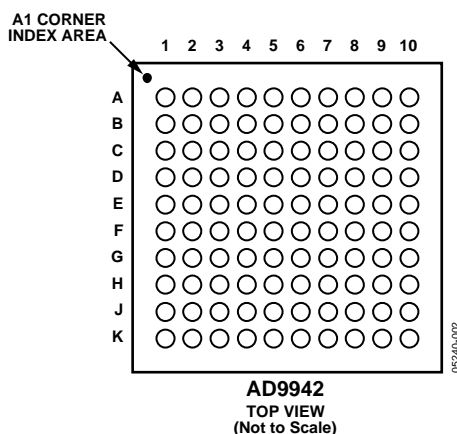 A1 CORNER
INDEX AREA
1 2 3 4 5 6 7 8 9 10
A
B
C
D
E
F
G
H
J
K
05240-002
AD9942
TOP VIEW
(Not to Scale)